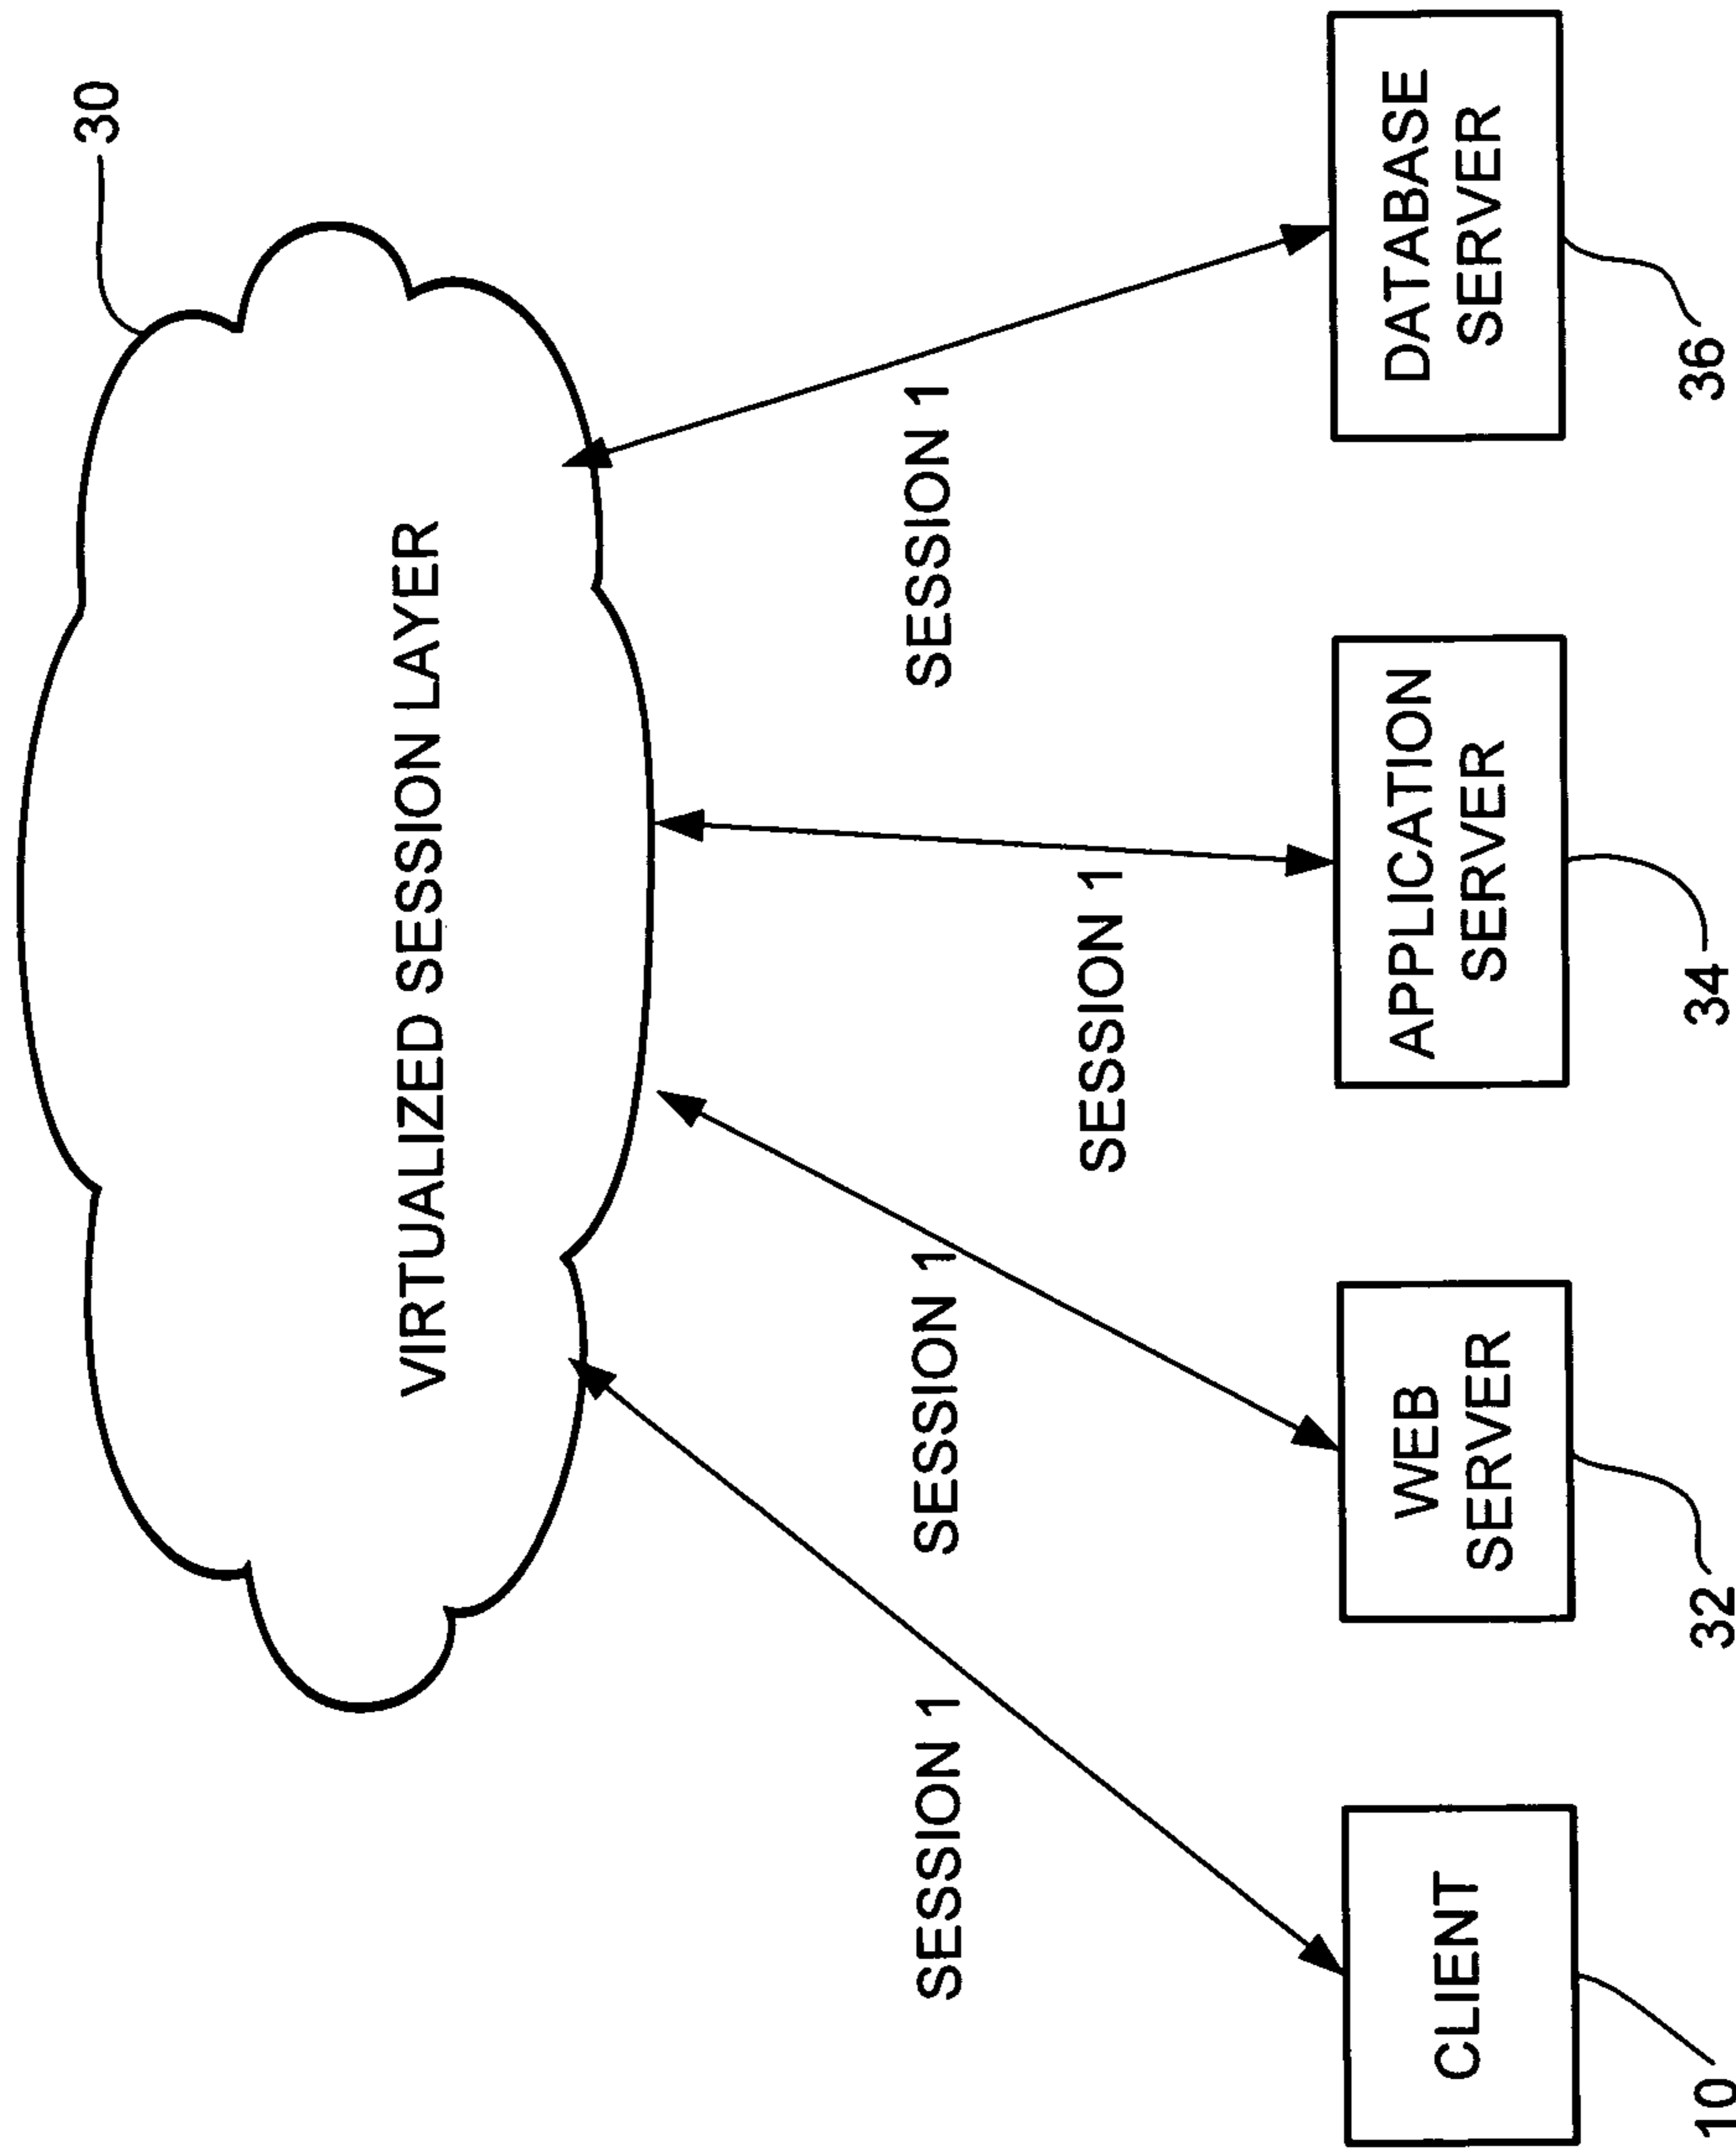 30
VIRTUALIZED SESSION LAYER
SESSION 1
SESSION 1
SESSION 1
SESSION 1
CLIENT
WEB
SERVER
APPLICATION
SERVER
DATABASE
SERVER
10
32
34
36